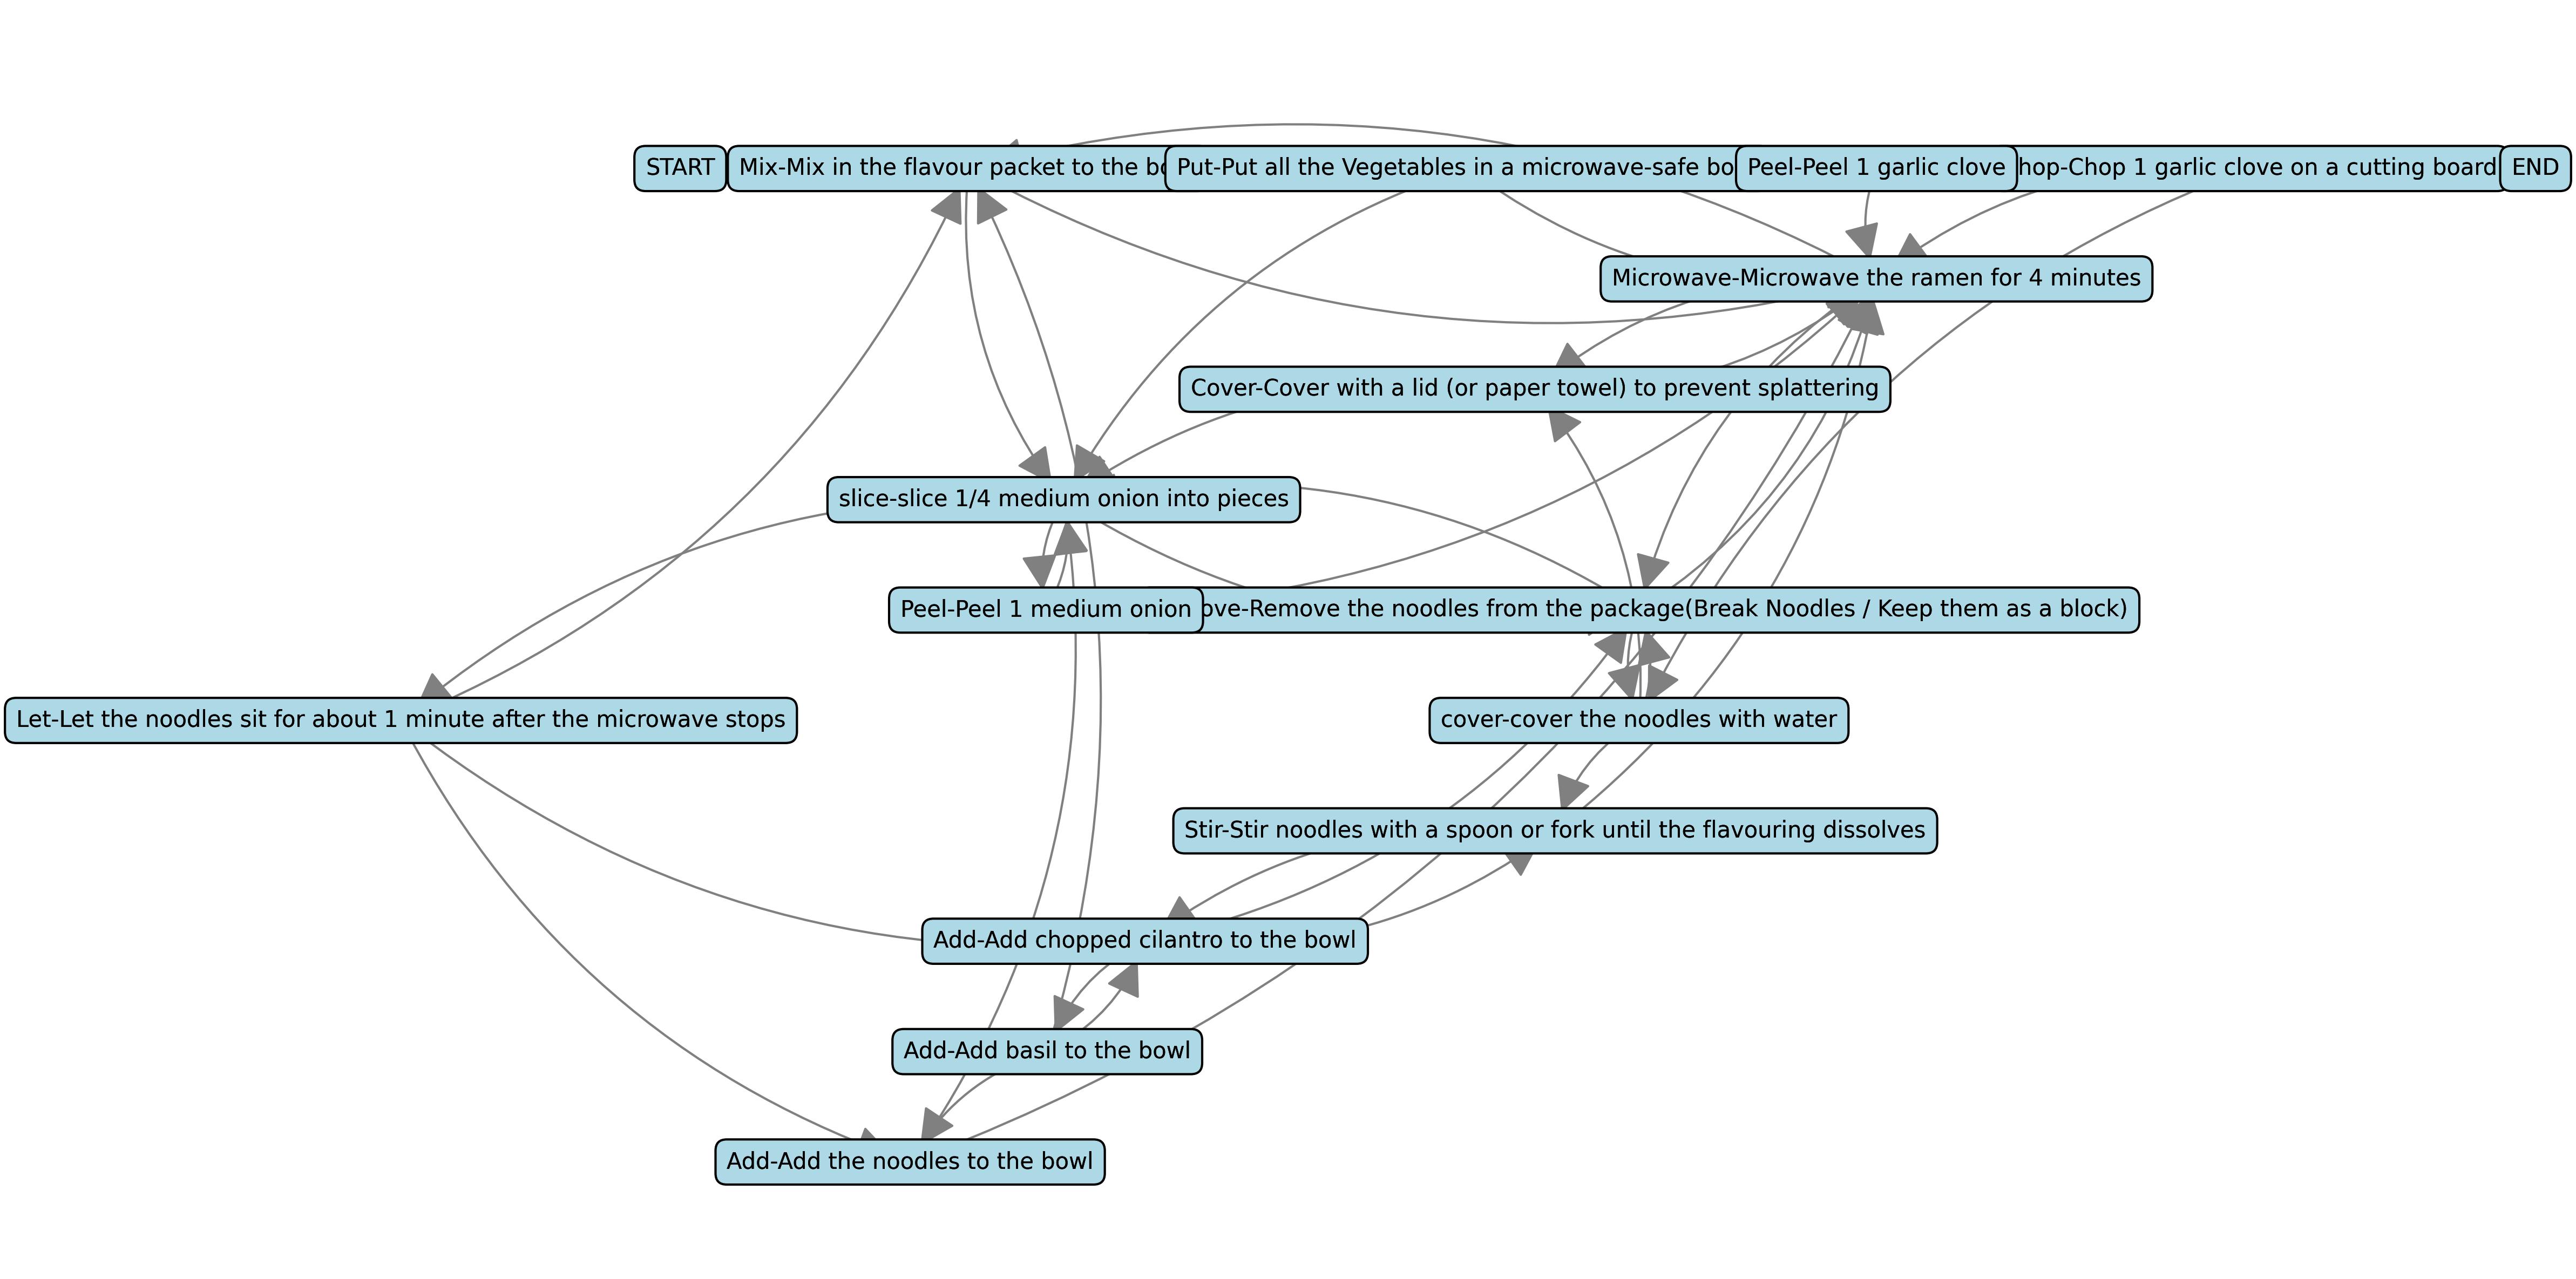 START
Mix-Mix in the flavour packet to the
Put-Put all the Vegetables in a microwave-safe
Peel-Peel 1 garlic clove
hop-Chop 1 garlic clove on a cutting board
END
Microwave-Microwave the ramen for 4 minutes
Cover-Cover with a lid (or paper towel) to prevent splattering
slice-slice 1/4 medium onion into pieces
Peel-Peel 1 medium onion
ove-Remove the noodles from the package(Break Noodles / Keep them as a block)
Let-Let the noodles sit for about 1 minute after the microwave stops
cover-cover the noodles with water
Stir-Stir noodles with a spoon or fork until the flavouring dissolves
Add-Add chopped cilantro to the bowl
Add-Add basil to the bowl
Add-Add the noodles to the bowl